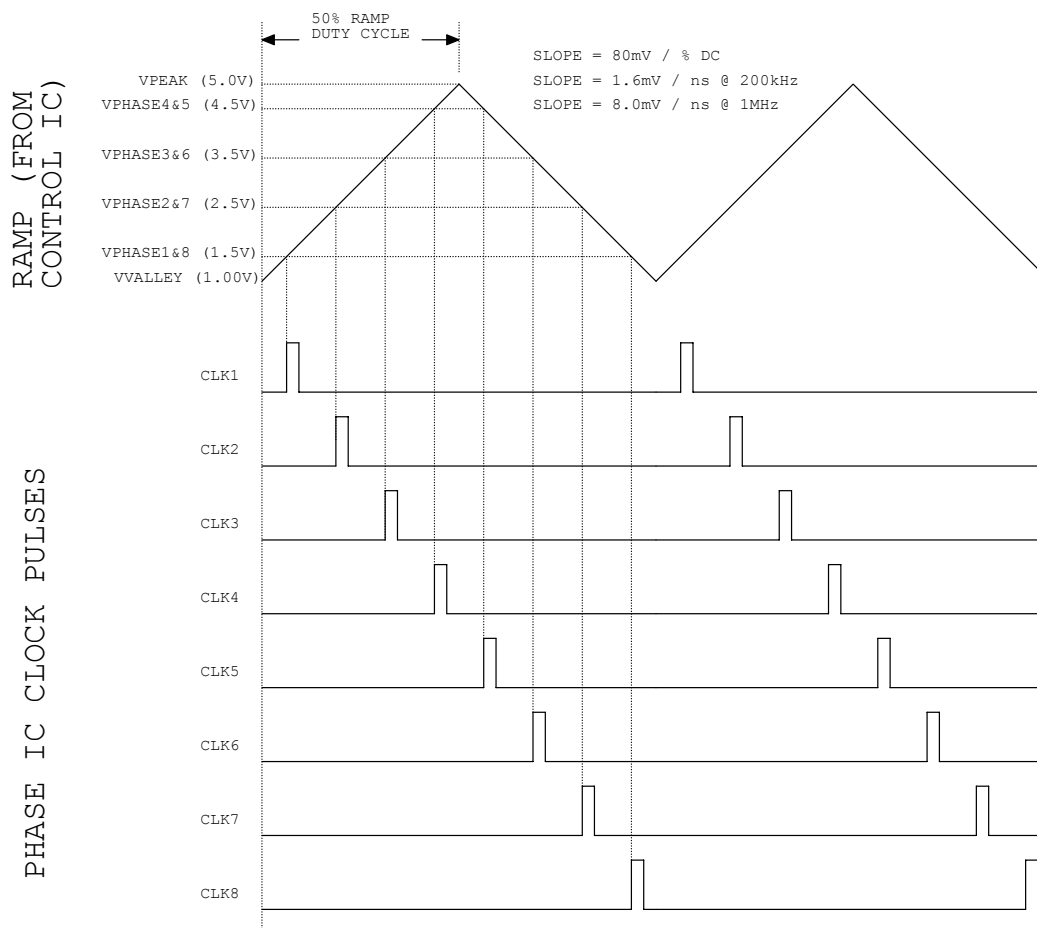 50% RAMP
DUTY CYCLE
SLOPE = 80mV / % DC
SLOPE = 1.6mV / ns @ 200kHz
SLOPE = 8.0mV / ns @ 1MHz
RAMP (FROM
CONTROL IC)
VPEAK (5.0V)
VPHASE4&5 (4.5V)
VPHASE3&6 (3.5V)
VPHASE2&7 (2.5V)
VPHASE1&8 (1.5V)
VVALLEY (1.00V)
PHASE IC CLOCK PULSES
CLK1
CLK2
CLK3
CLK4
CLK5
CLK6
CLK7
CLK8